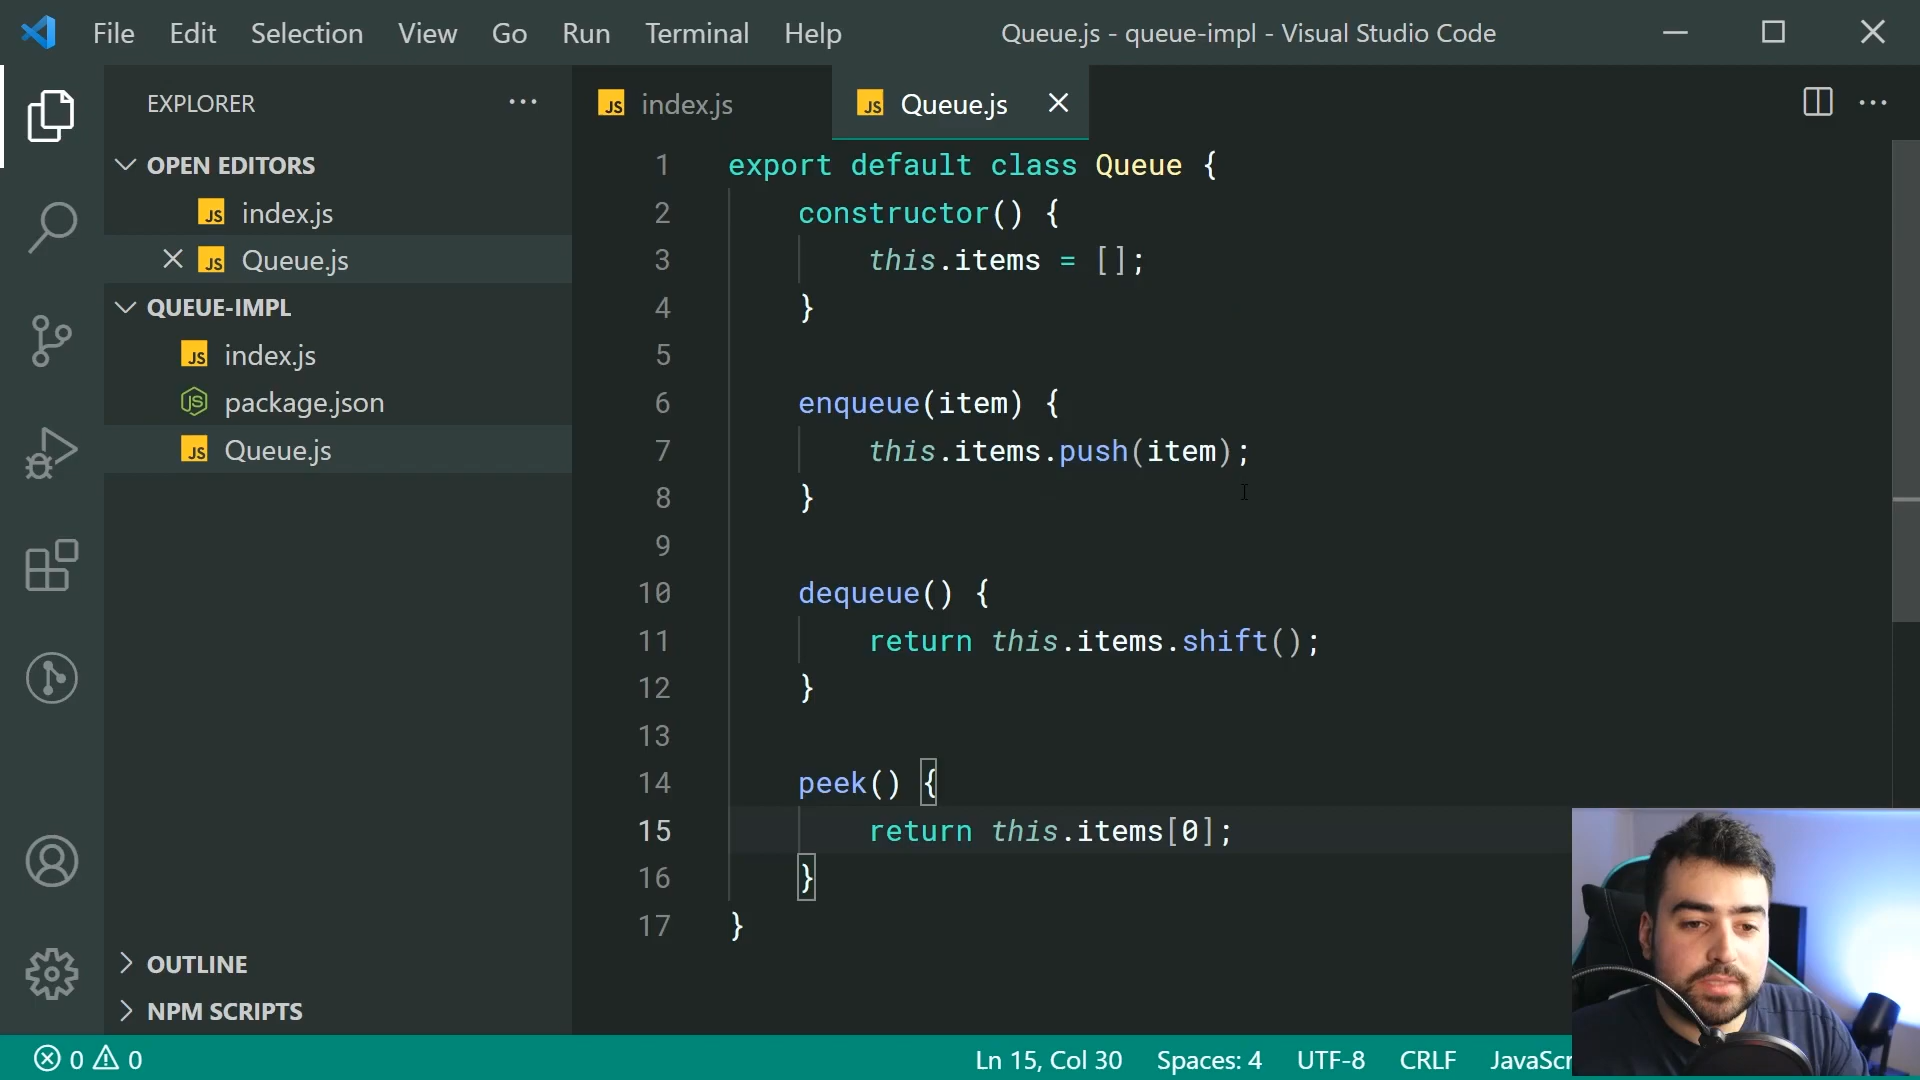 File Edit Selection View Go Run Terminal Help Queue.js - queue-impl - Visual Studio Code
EXPLORER
index.js
Queue.js
OPEN EDITORS
JS index.js
JS Queue.js
QUEUE-IMPL
JS index.js
package.json
JS Queue.js
OUTLINE
NPM SCRIPTS
1 export default class Queue {
2 constructor() {
3 this.items = [];
4 }
5
6 enqueue(item) {
7 this.items.push(item);
8 }
9
10 dequeue() {
11 return this.items.shift();
12 }
13
14 peek() {
15 return this.items[0];
16 }
17 }
0 0 Ln 15, Col 30 Spaces: 4 UTF-8 CRLF